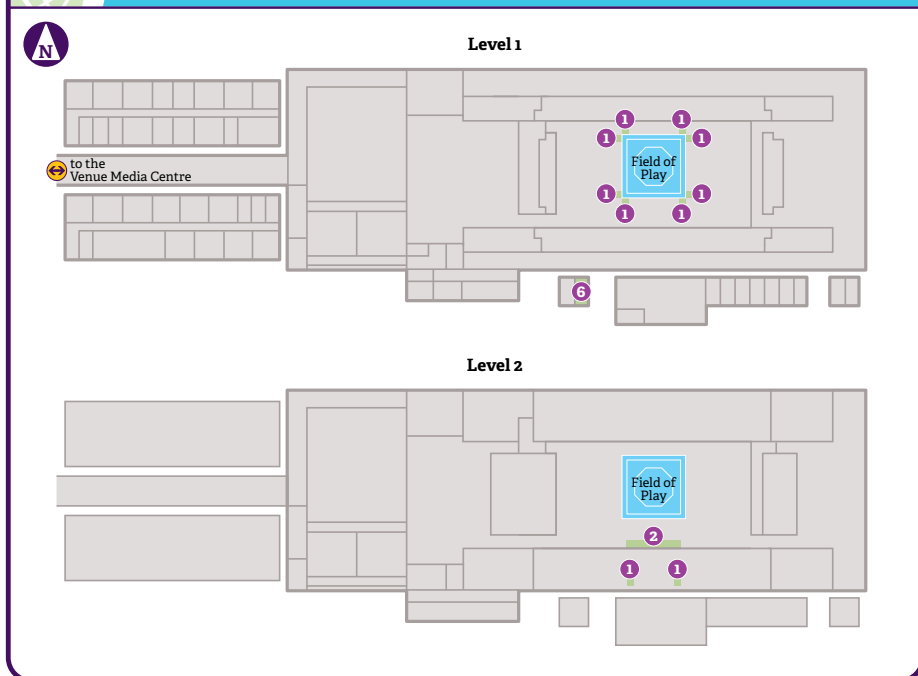 N
Level 1
1 1
1 1
to the
Venue Media Centre
Field of
Play
1 1
1 1
6
Level 2
Field of
Play
2
1 1